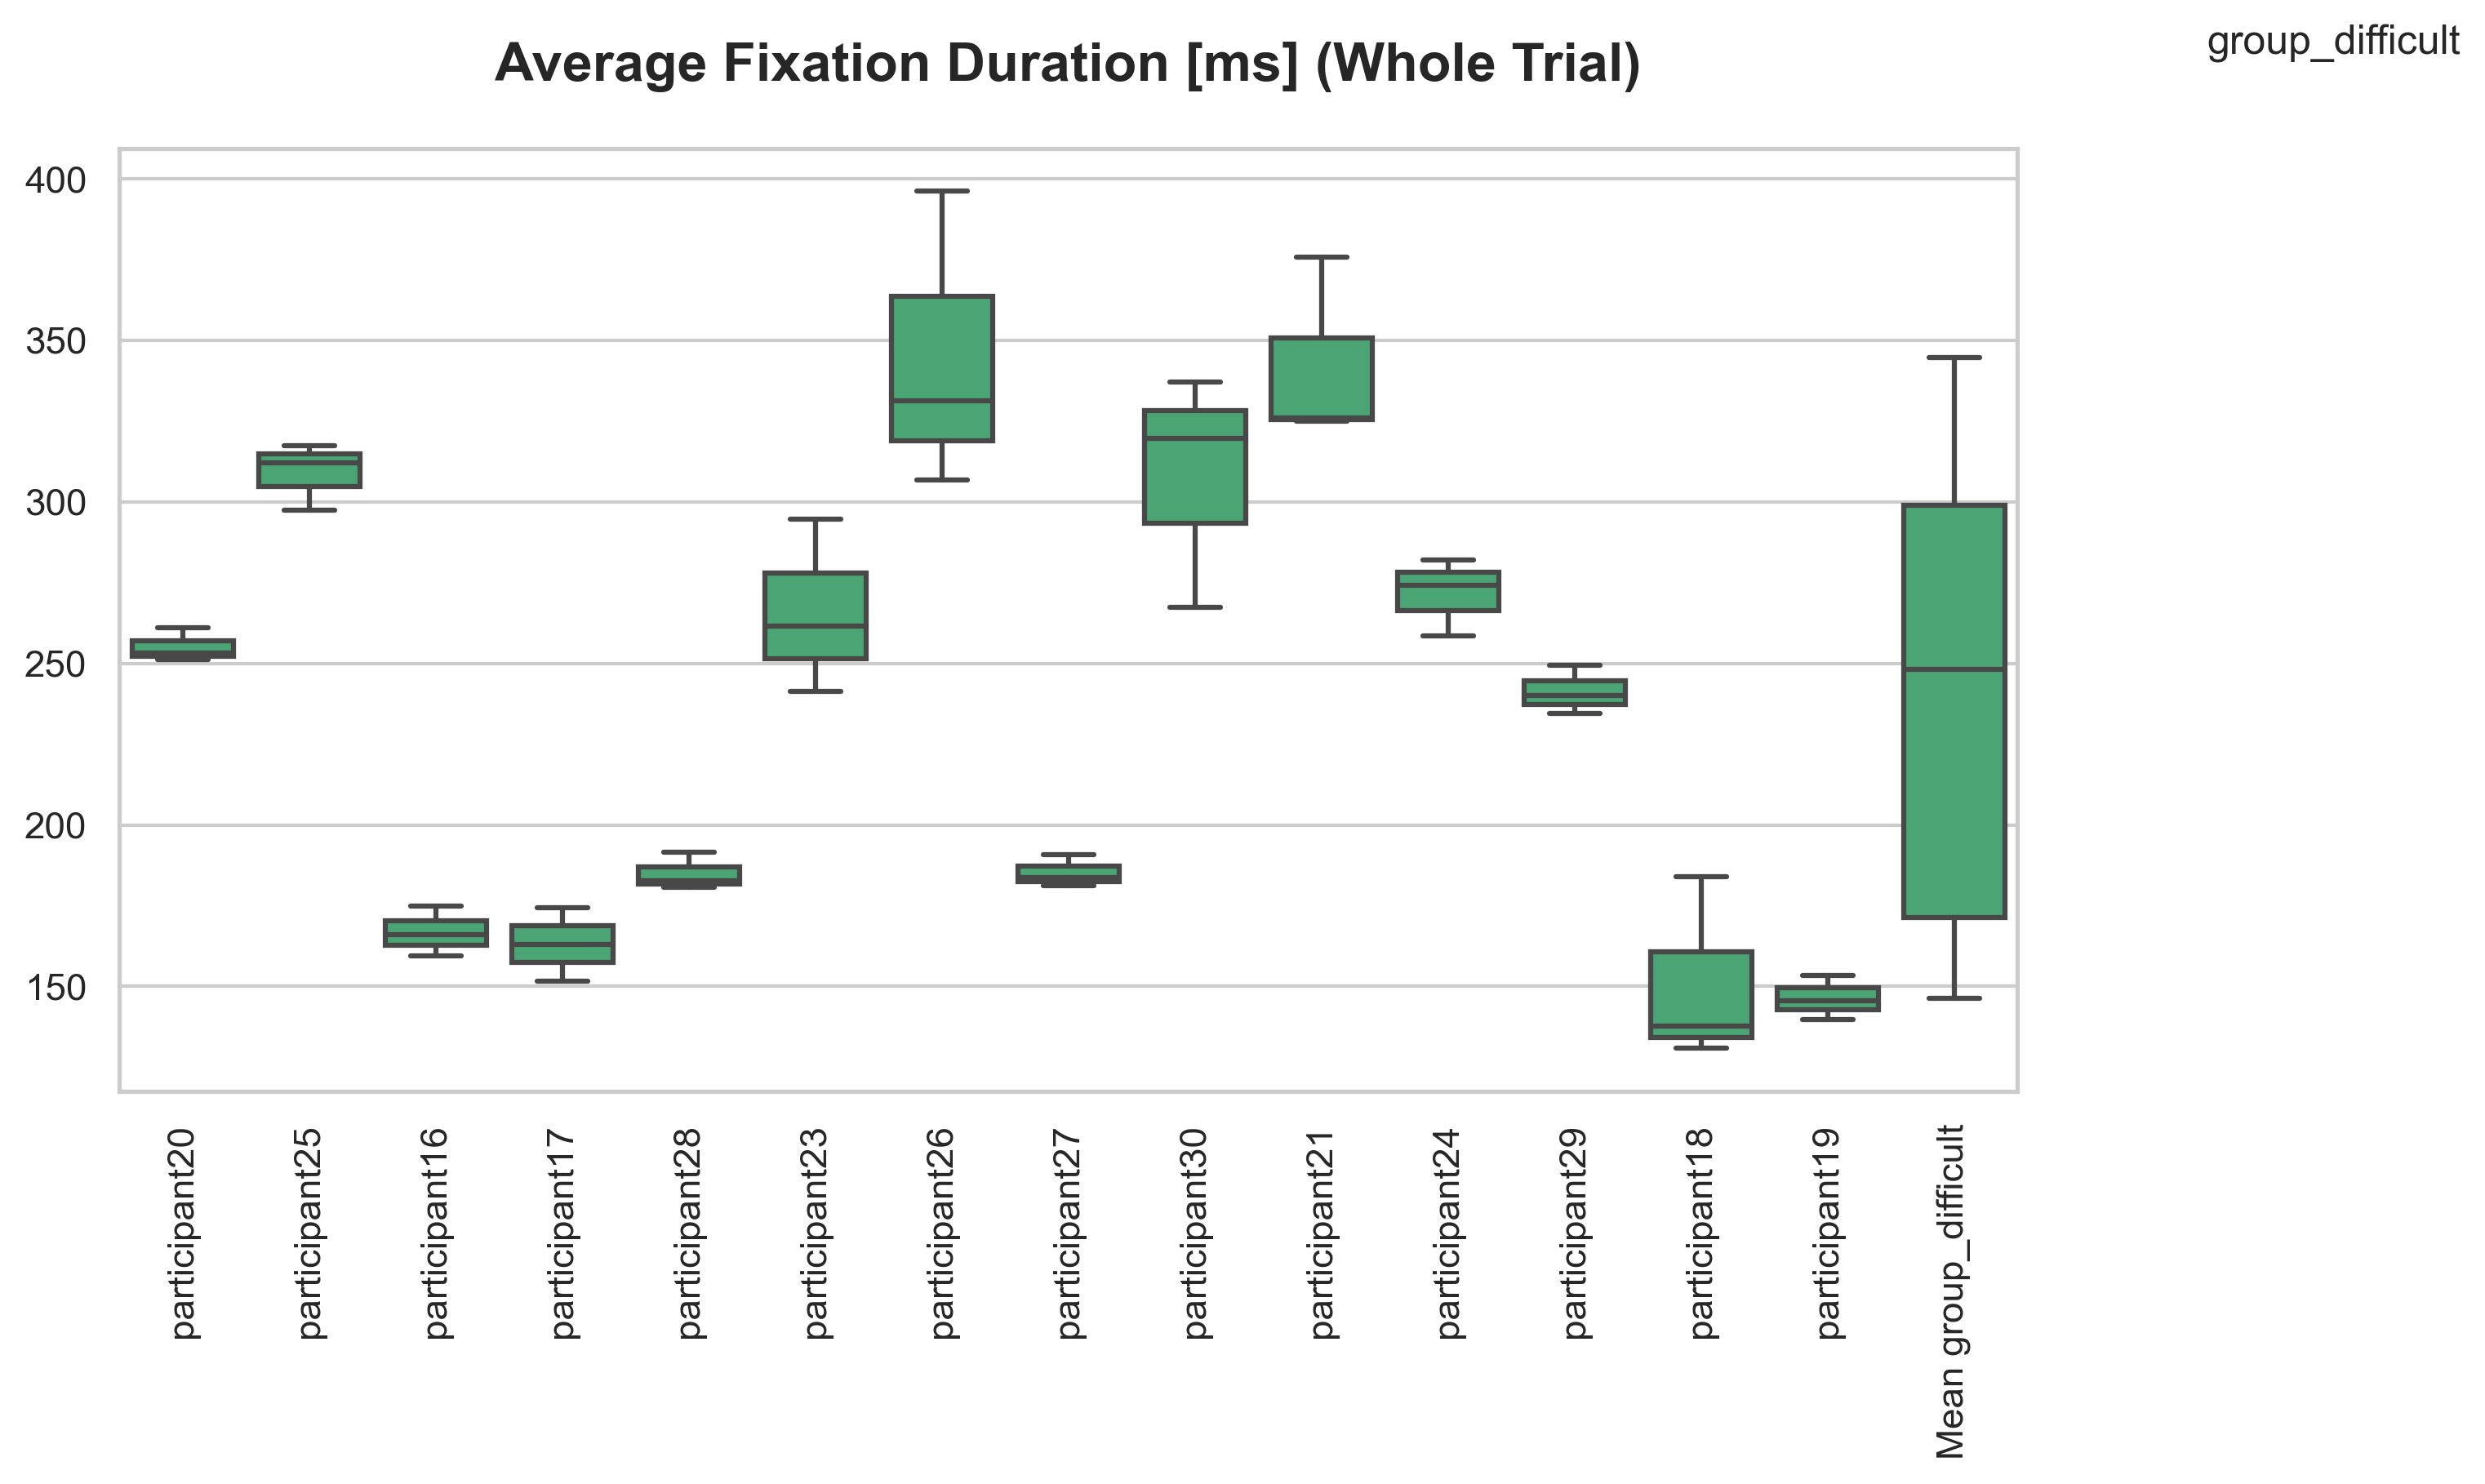 group_difficult
Average Fixation Duration [ms] (Whole Trial)
400
350
300
250
200
150
participant20
participant25
participant16
participant17
participant28
participant23
participant26
participant27
participant30
participant21
participant24
participant29
participant18
participant19
Mean group_difficult